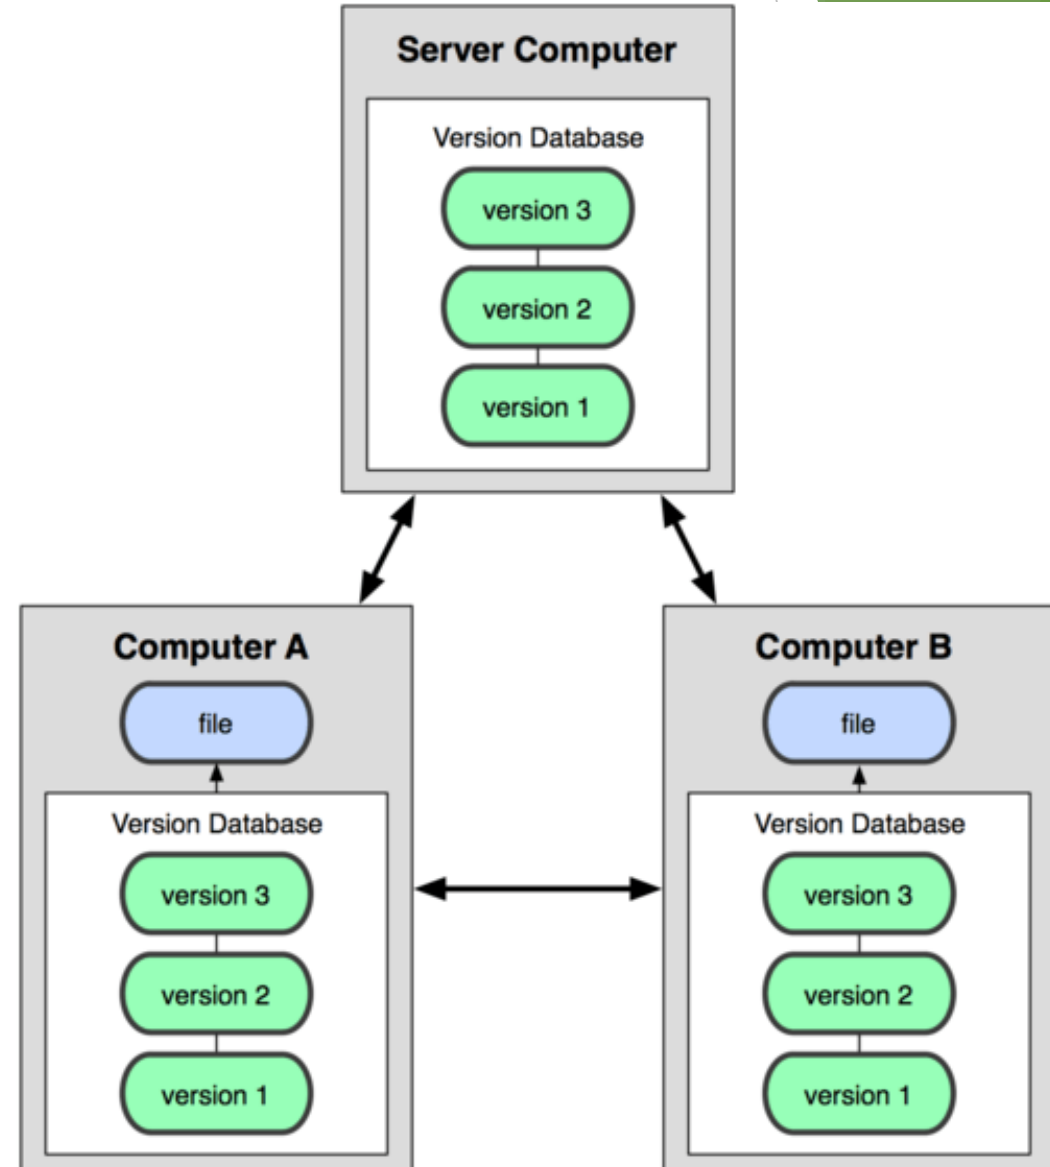 Server Computer
Version Database
version 3
version 2
version 1
Computer A
file
Version Database
version 3
version 2
version 1
Computer B
file
Version Database
version 3
version 2
version 1